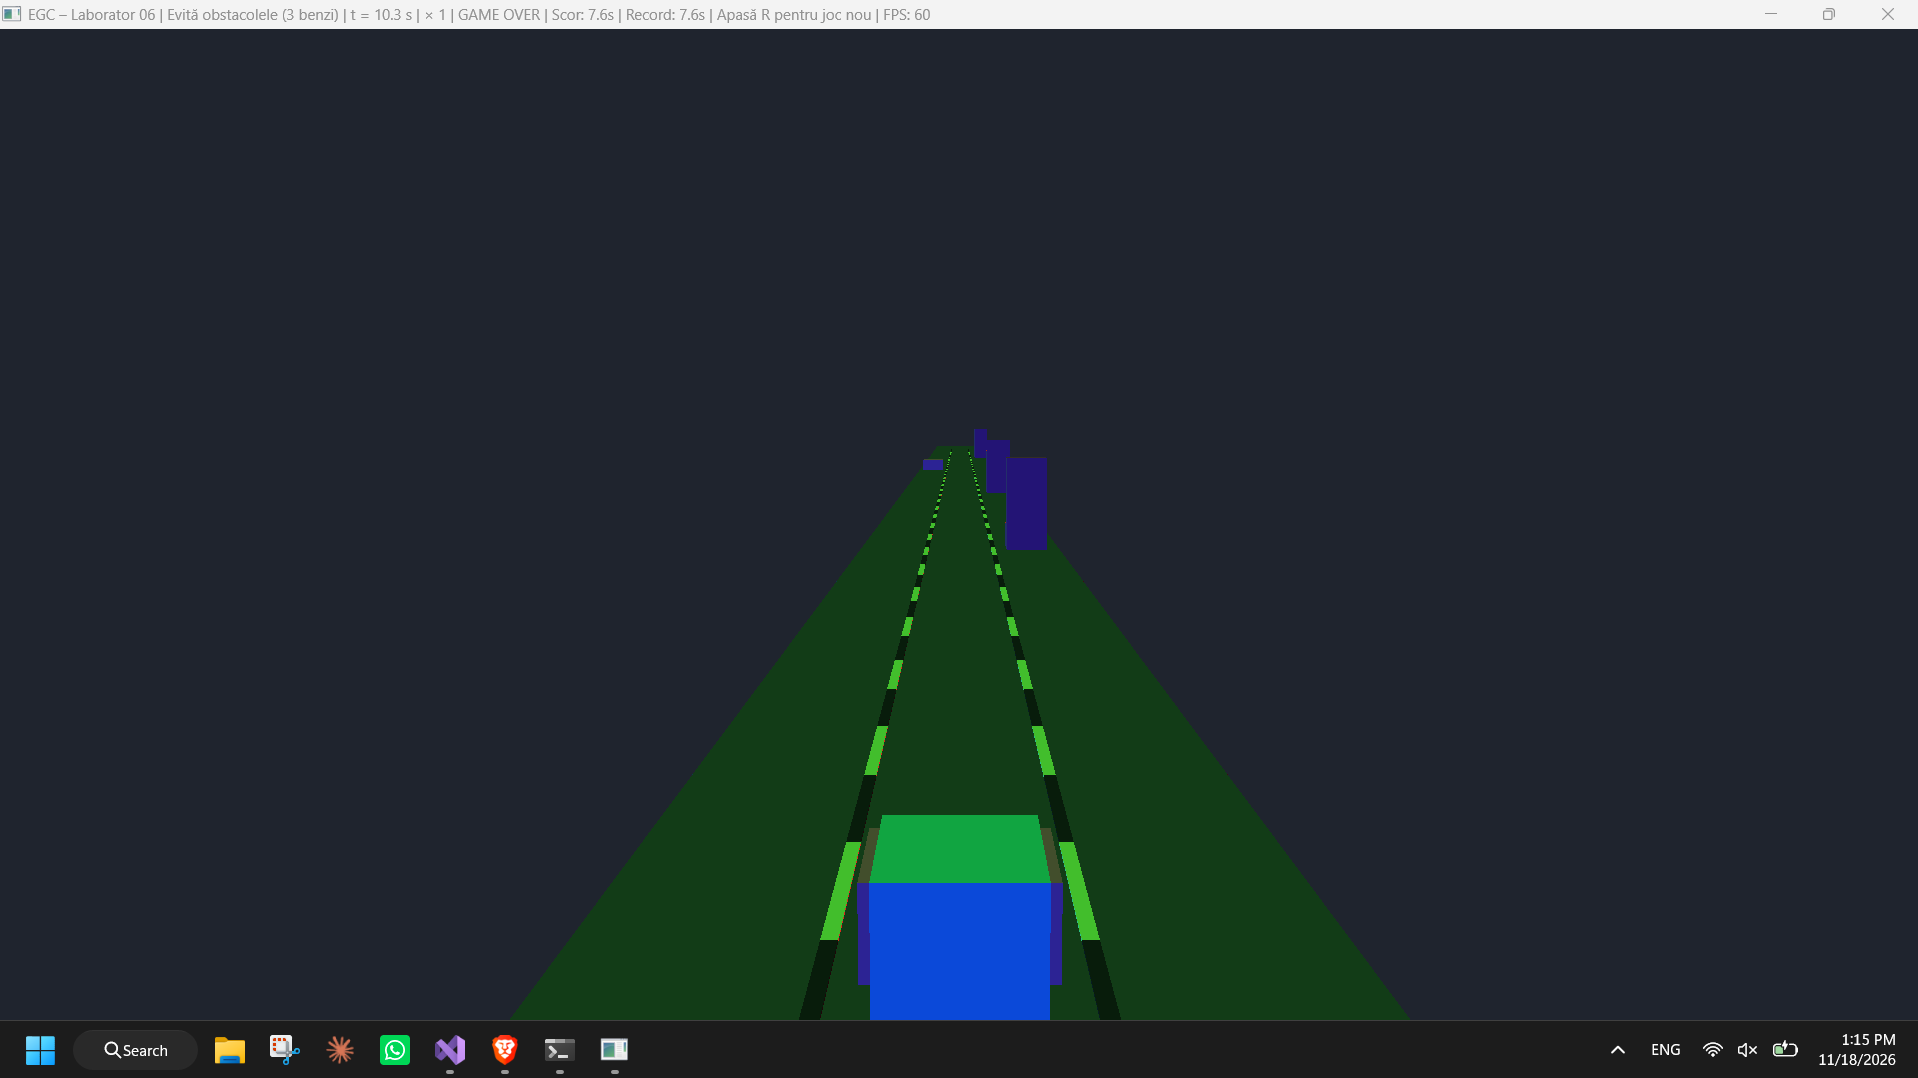 EGC – Laborator 06 | Evită obstacolele (3 benzi) | t = 10.3 s | × 1 | GAME OVER | Scor: 7.6s | Record: 7.6s | Apasă R pentru joc nou | FPS: 60
Search
ENG
1:15 PM
11/18/2026